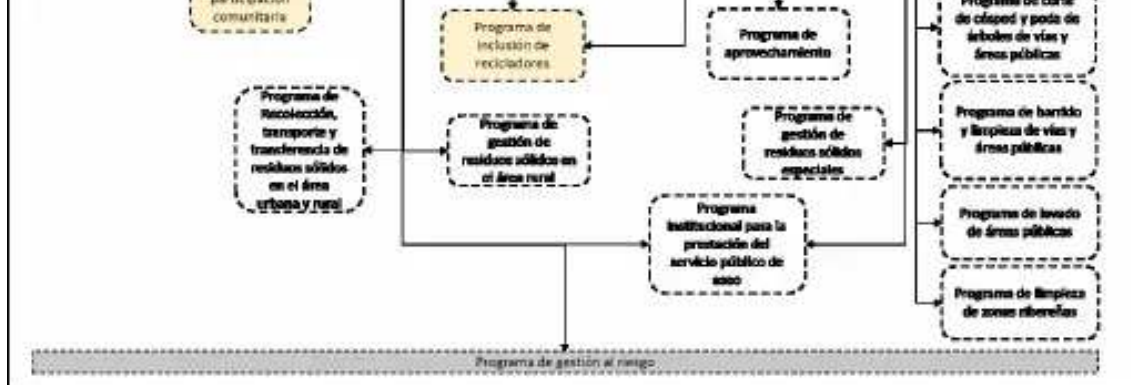 participación
comunitaria
Programa de
inclusión de
recicladores
Programa de
aprovechamiento
Programa de corte
de césped y poda de
árboles de vías y
áreas públicas
Programa de
Recolección,
transporte y
transferencia de
residuos sólidos
en el área
urbana y rural
Programa de
gestión de
residuos sólidos en
el área rural
Programa de
gestión de
residuos sólidos
especiales
Programa de barrido
y limpieza de vías y
áreas públicas
Programa
institucional para la
prestación del
servicio público de
aseo
Programa de lavado
de áreas públicas
Programa de limpieza
de zonas ribereñas
Programa de gestión al riesgo